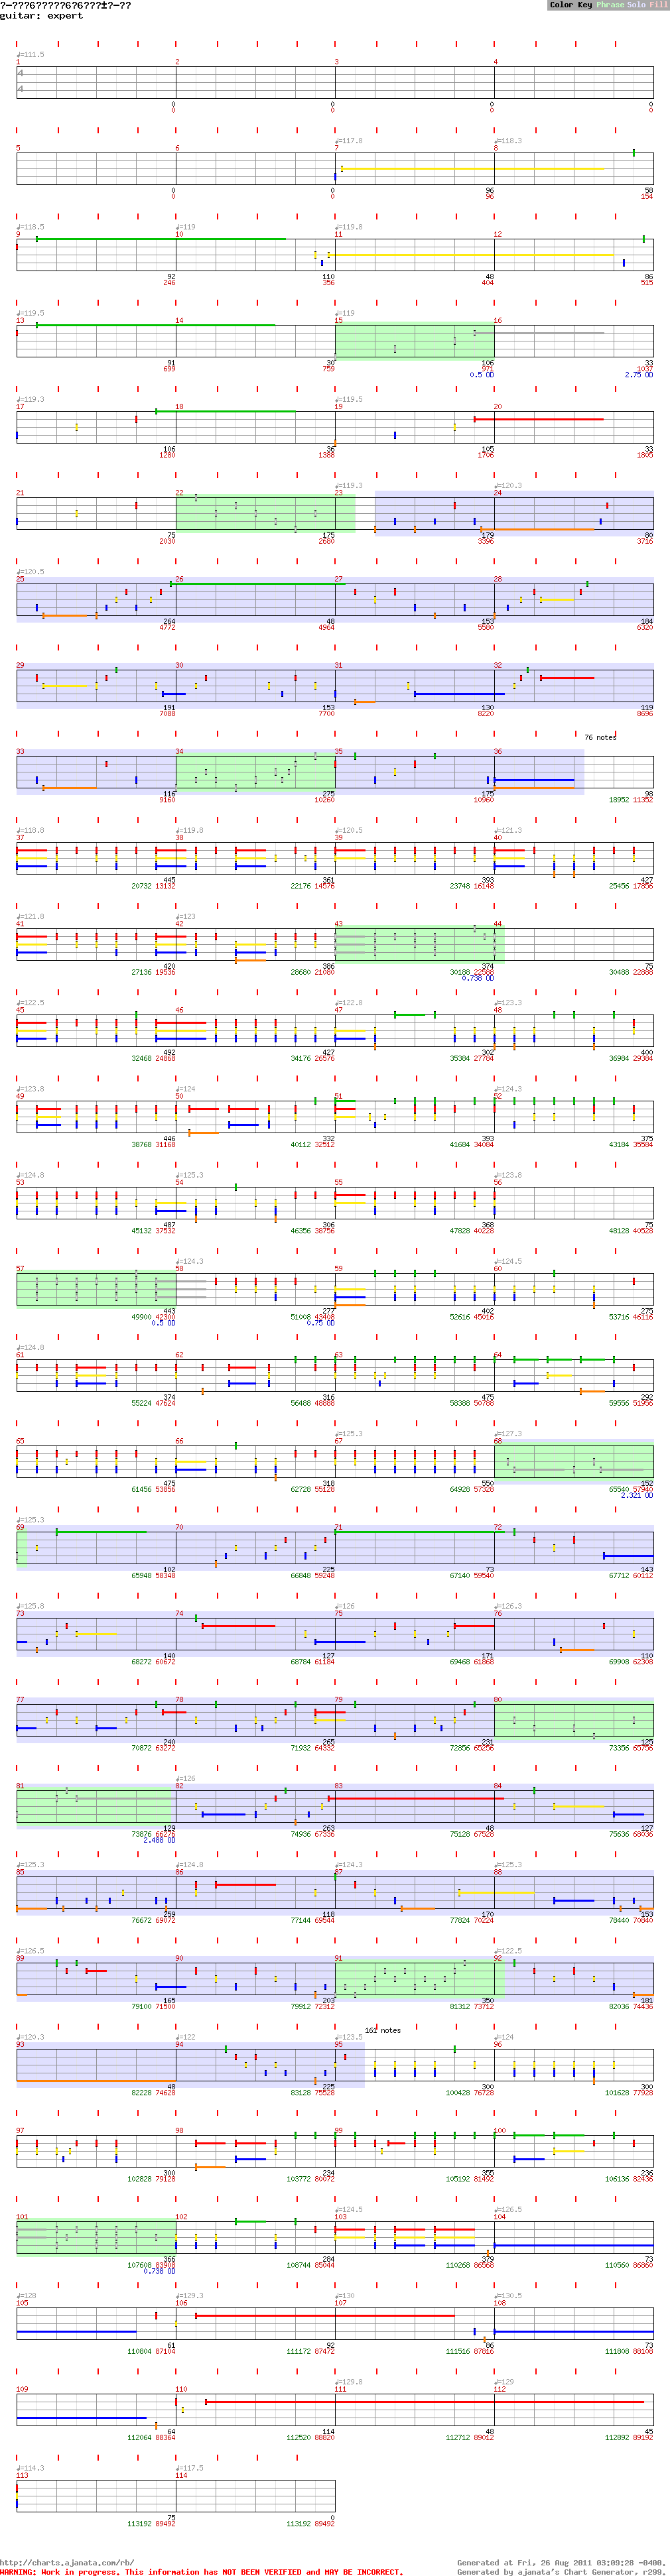 ?-???6?????6?6???±?-??
Color Key Phrase Solo Fill
guitar: expert
♩=111.5
1 2 3 4
4
4
0 0 0 0
0 0 0 0
♩=117.8 ♩=118.3
5 6 7 8
0 0 96 58
0 0 96 154
♩=118.5 ♩=119 ♩=119.8
9 10 11 12
92 110 48 86
246 356 404 515
♩=119.5 ♩=119
13 14 15 16
91 30 106 33
699 759 971 1037
0.5 OD 2.75 OD
♩=119.3 ♩=119.5
17 18 19 20
106 36 105 33
1280 1388 1706 1805
♩=119.3 ♩=120.3
21 22 23 24
75 175 179 80
2030 2680 3396 3716
♩=120.5
25 26 27 28
264 48 153 184
4772 4964 5580 6320
29 30 31 32
191 153 130 119
7088 7700 8220 8696
76 notes
33 34 35 36
116 275 175 98
9160 10260 10960 18952 11352
♩=118.8 ♩=119.8 ♩=120.5 ♩=121.3
37 38 39 40
445 361 393 427
20732 13132 22176 14576 23748 16148 25456 17856
♩=121.8 ♩=123
41 42 43 44
420 386 374 75
27136 19536 28680 21080 30188 22588 30488 22888
0.738 OD
♩=122.5 ♩=122.8 ♩=123.3
45 46 47 48
492 427 302 400
32468 24868 34176 26576 35384 27784 36984 29384
♩=123.8 ♩=124 ♩=124.3
49 50 51 52
446 332 393 375
38768 31168 40112 32512 41684 34084 43184 35584
♩=124.8 ♩=125.3 ♩=123.8
53 54 55 56
487 306 368 75
45132 37532 46356 38756 47828 40228 48128 40528
♩=124.3 ♩=124.5
57 58 59 60
443 277 402 275
49900 42300 51008 43408 52616 45016 53716 46116
0.5 OD 0.75 OD
♩=124.8
61 62 63 64
374 316 475 292
55224 47624 56488 48888 58388 50788 59556 51956
♩=125.3 ♩=127.3
65 66 67 68
475 318 550 152
61456 53856 62728 55128 64928 57328 65540 57940
2.321 OD
♩=125.3
69 70 71 72
102 225 73 143
65948 58348 66848 59248 67140 59540 67712 60112
♩=125.8 ♩=126 ♩=126.3
73 74 75 76
140 127 171 110
68272 60672 68784 61184 69468 61868 69908 62308
77 78 79 80
240 265 231 125
70872 63272 71932 64332 72856 65256 73356 65756
♩=126
81 82 83 84
129 263 48 127
73876 66276 74936 67336 75128 67528 75636 68036
2.488 OD
♩=125.3 ♩=124.8 ♩=124.3 ♩=125.3
85 86 87 88
259 118 170 153
76672 69072 77144 69544 77824 70224 78440 70840
♩=126.5 ♩=122.5
89 90 91 92
165 203 350 181
79100 71500 79912 72312 81312 73712 82036 74436
161 notes
♩=120.3 ♩=122 ♩=123.5 ♩=124
93 94 95 96
48 225 300 300
82228 74628 83128 75528 100428 76728 101628 77928
97 98 99 100
300 234 355 236
102828 79128 103772 80072 105192 81492 106136 82436
♩=124.5 ♩=126.5
101 102 103 104
366 284 379 73
107608 83908 108744 85044 110268 86568 110560 86860
0.738 OD
♩=128 ♩=129.3 ♩=130 ♩=130.5
105 106 107 108
61 92 86 73
110804 87104 111172 87472 111516 87816 111808 88108
♩=129.8 ♩=129
109 110 111 112
64 114 48 45
112064 88364 112520 88820 112712 89012 112892 89192
♩=114.3 ♩=117.5
113 114
75 0
113192 89492 113192 89492
http://charts.ajanata.com/rb/
Generated at Fri, 26 Aug 2011 03:09:28 -0400.
WARNING: Work in progress. This information has NOT BEEN VERIFIED and MAY BE INCORRECT.
Generated by ajanata's Chart Generator, r299.